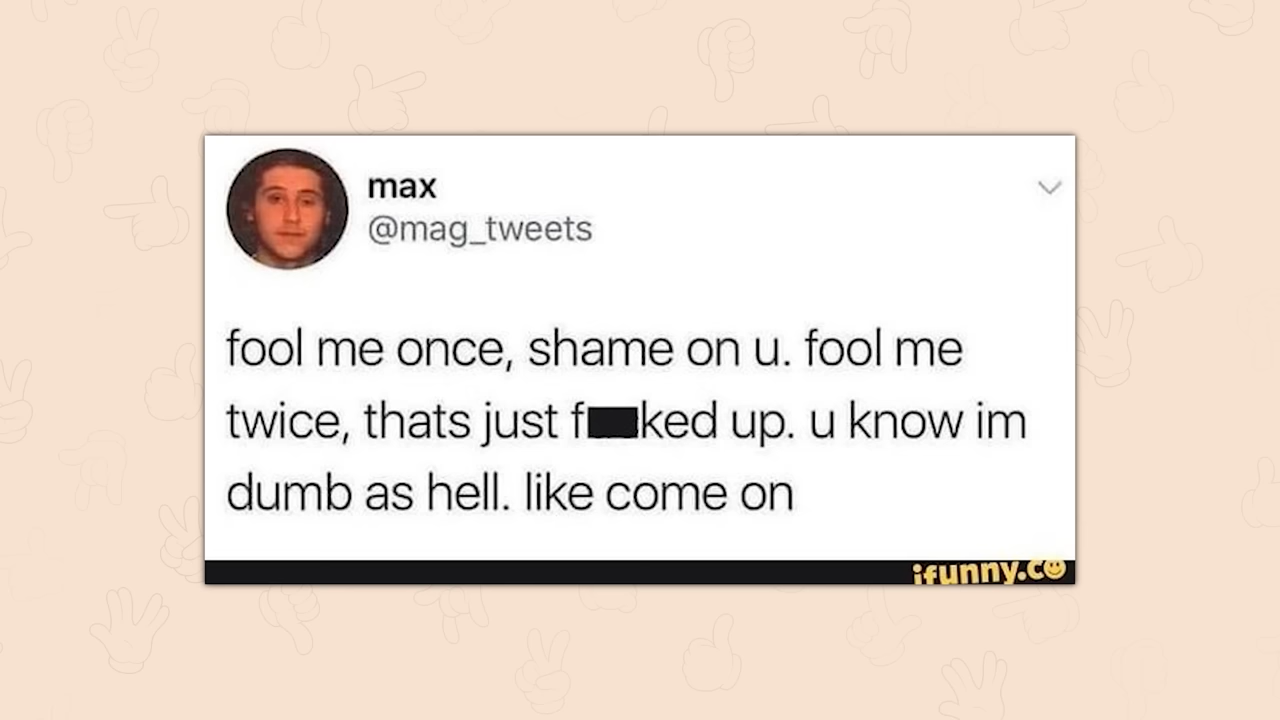 max
@mag_tweets
fool me once, shame on u. fool me
twice, thats just f██ked up. u know im
dumb as hell. like come on
ifunny.co